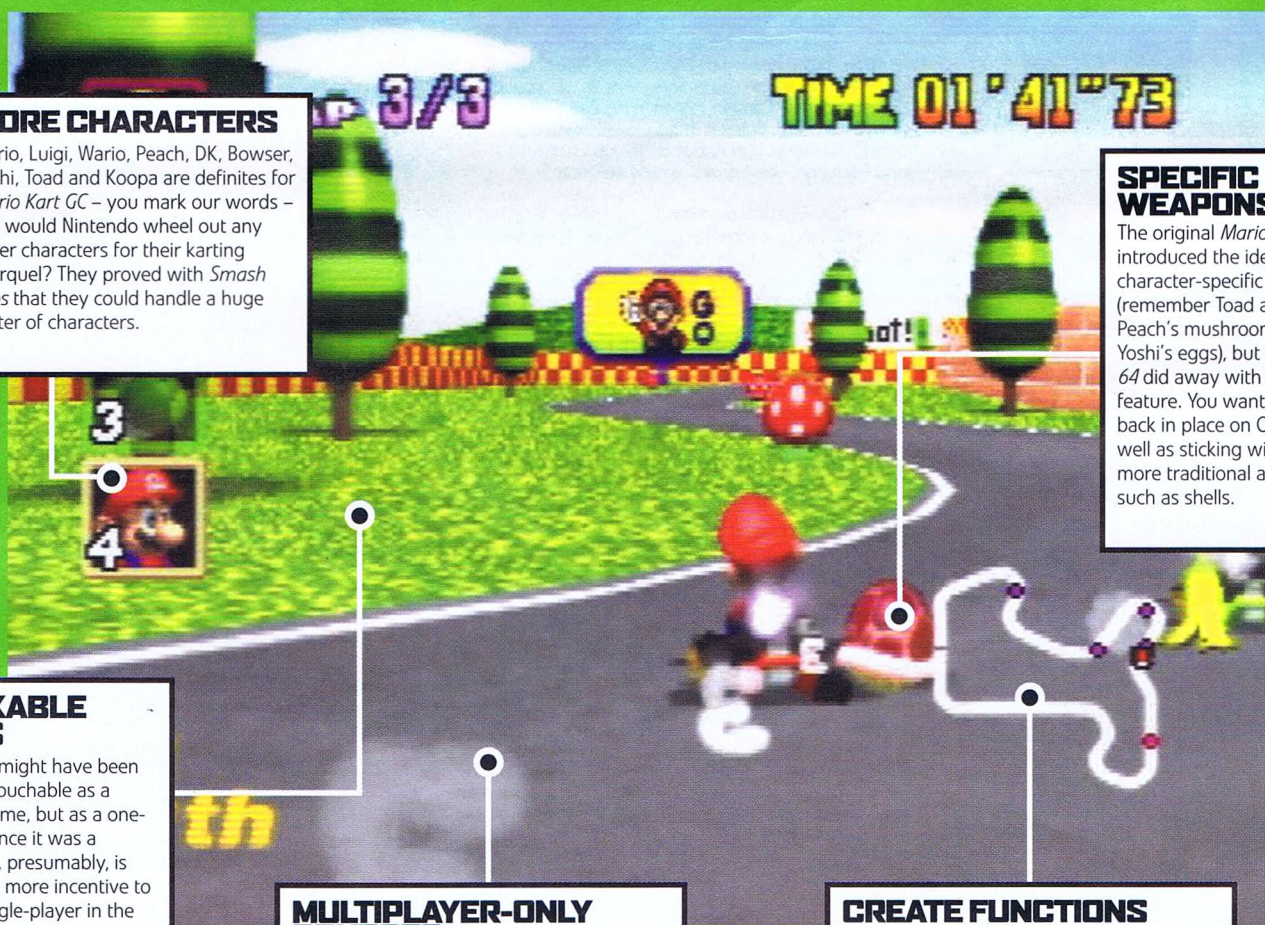 AP 3/3
TIME 01'41"73
ORE CHARACTERS
rio, Luigi, Wario, Peach, DK, Bowser,
hi, Toad and Koopa are definites for
rio Kart GC – you mark our words –
would Nintendo wheel out any
er characters for their karting
rquel? They proved with Smash
s that they could handle a huge
ter of characters.
SPECIFIC
WEAPONS
The original Mario
introduced the ide
character-specific
(remember Toad a
Peach's mushroom
Yoshi's eggs), but
64 did away with
feature. You want
back in place on
well as sticking wi
more traditional a
such as shells.
GO
ot!
3
4
KABLE
S
might have been
ouchable as a
me, but as a one-
nce it was a
, presumably, is
more incentive to
gle-player in the
th
MULTIPLAYER-ONLY
CREATE FUNCTIONS